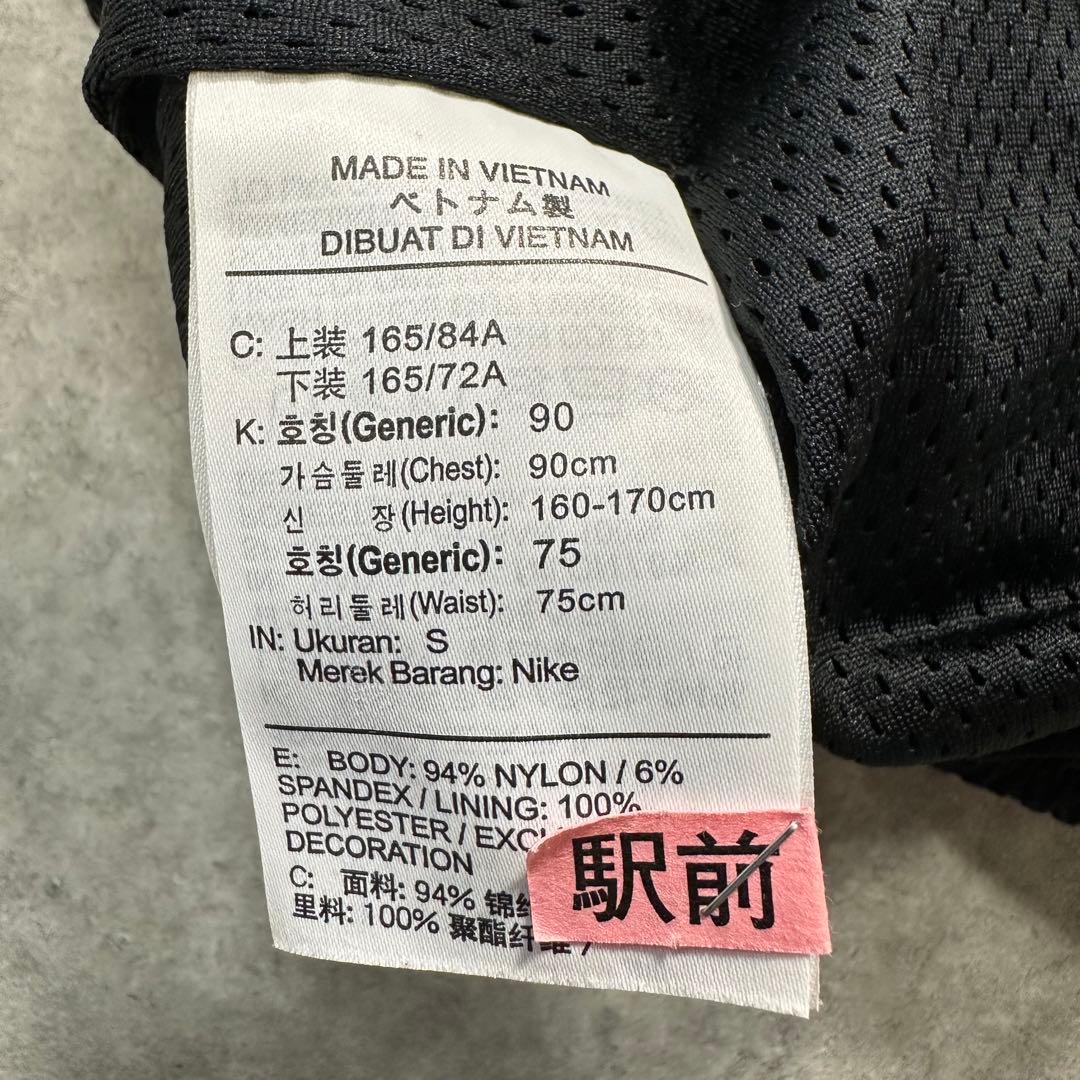 MADE IN VIETNAM
ベトナム製
DIBUAT DI VIETNAM
C: 上装 165/84A
下装 165/72A
K: 호칭(Generic): 90
가슴둘레(Chest): 90cm
신 장(Height): 160-170cm
호칭(Generic): 75
허리둘레(Waist): 75cm
IN: Ukuran: S
Merek Barang: Nike
E: BODY: 94% NYLON / 6%
SPANDEX / LINING: 100%
POLYESTER /
DECORATION
C: 面料: 94%
里料: 100% 聚酯纤维 /
駅前